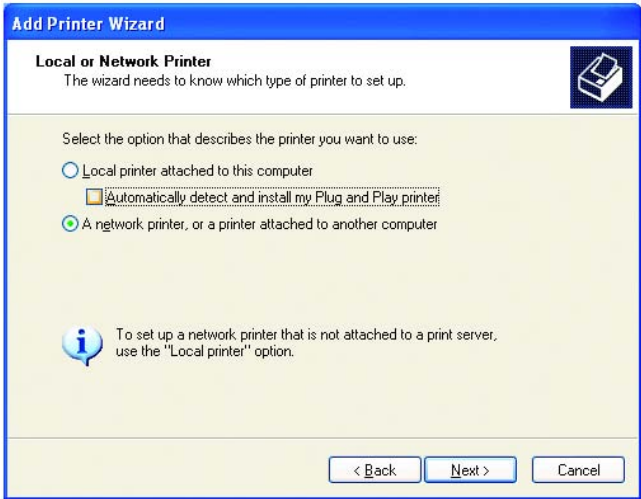 Add Printer Wizard
Local or Network Printer
The wizard needs to know which type of printer to set up.
Select the option that describes the printer you want to use:
Local printer attached to this computer
Automatically detect and install my Plug and Play printer
A network printer, or a printer attached to another computer
To set up a network printer that is not attached to a print server,
use the "Local printer" option.
< Back
Next >
Cancel